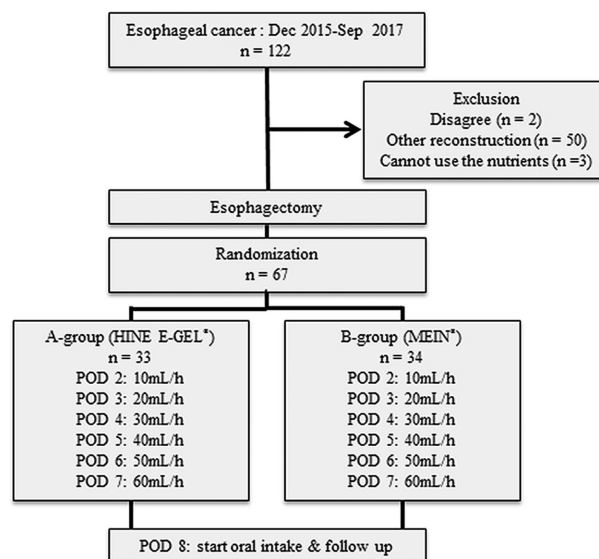 Esophageal cancer : Dec 2015-Sep 2017
n = 122
Exclusion
Disagree (n = 2)
Other reconstruction (n = 50)
Cannot use the nutrients (n =3)
Esophagectomy
Randomization
n = 67
A-group (HINE E-GEL®)
n = 33
POD 2: 10mL/h
POD 3: 20mL/h
POD 4: 30mL/h
POD 5: 40mL/h
POD 6: 50mL/h
POD 7: 60mL/h
B-group (MEIN®)
n = 34
POD 2: 10mL/h
POD 3: 20mL/h
POD 4: 30mL/h
POD 5: 40mL/h
POD 6: 50mL/h
POD 7: 60mL/h
POD 8: start oral intake & follow up